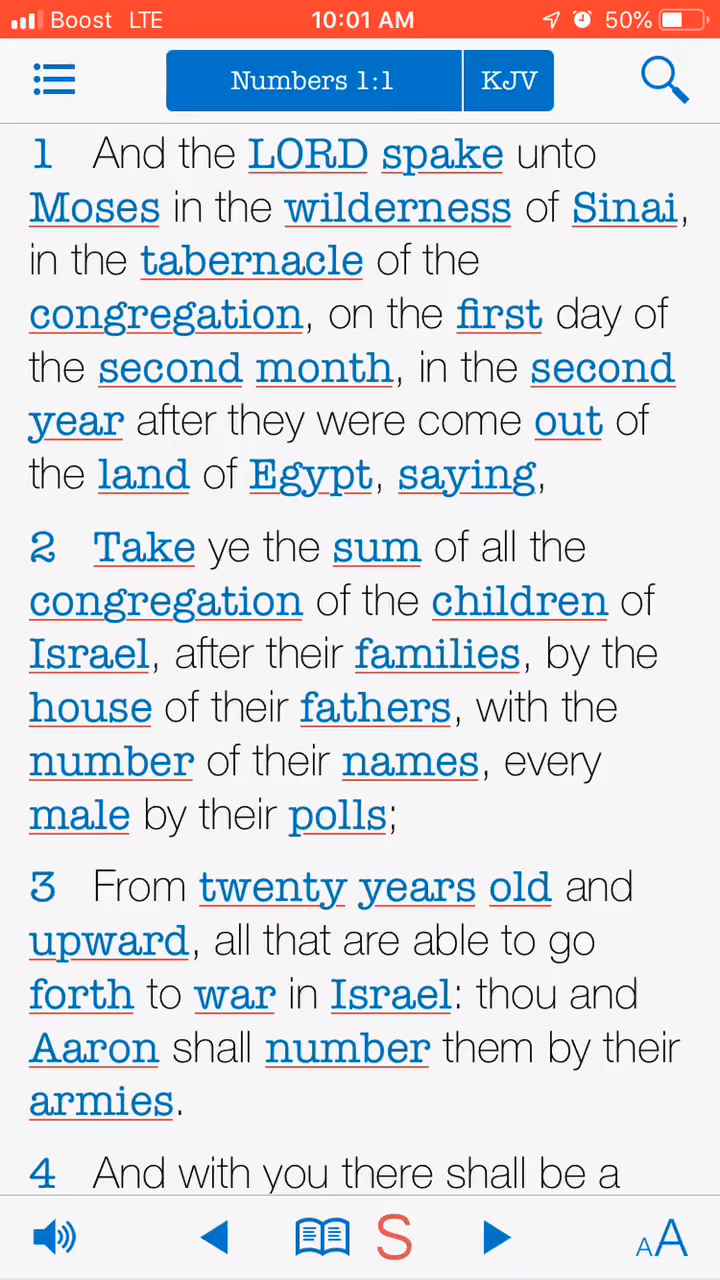 Boost LTE 10:01 AM 50%
Numbers 1:1 KJV
1 And the LORD spake unto
Moses in the wilderness of Sinai,
in the tabernacle of the
congregation, on the first day of
the second month, in the second
year after they were come out of
the land of Egypt, saying,
2 Take ye the sum of all the
congregation of the children of
Israel, after their families, by the
house of their fathers, with the
number of their names, every
male by their polls;
3 From twenty years old and
upward, all that are able to go
forth to war in Israel: thou and
Aaron shall number them by their
armies.
4 And with you there shall be a
S AA